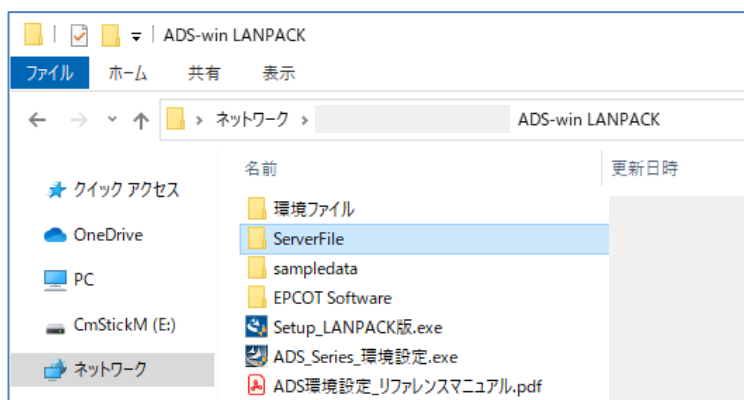 ADS-win LANPACK
ファイル ホーム 共有 表示
ネットワーク ADS-win LANPACK
名前 更新日時
クイック アクセス
OneDrive
PC
CmStickM (E:)
ネットワーク
環境ファイル
ServerFile
sampledata
EPCOT Software
Setup_LANPACK版.exe
ADS_Series_環境設定.exe
ADS環境設定_リファレンスマニュアル.pdf